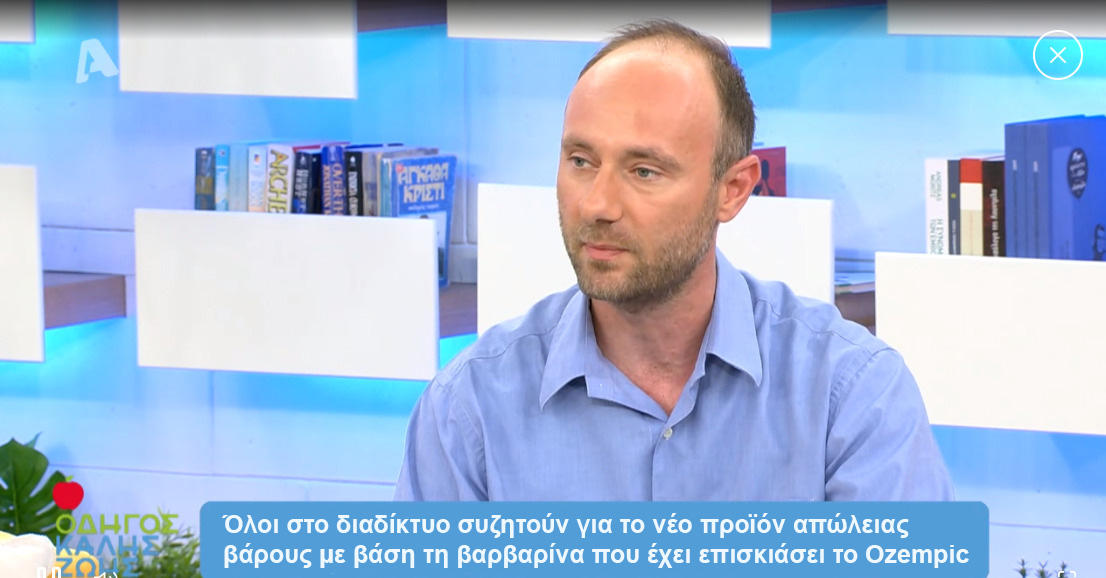 ΑΓΚΑΘΑ
ΚΡΙΣΤΙ
ΟΔΗΓΟΣ
ΚΑΛΗΣ
ΖΩΗΣ
Όλοι στο διαδίκτυο συζητούν για το νέο προϊόν απώλειας
βάρους με βάση τη βαρβαρίνα που έχει επισκιάσει το Ozempic